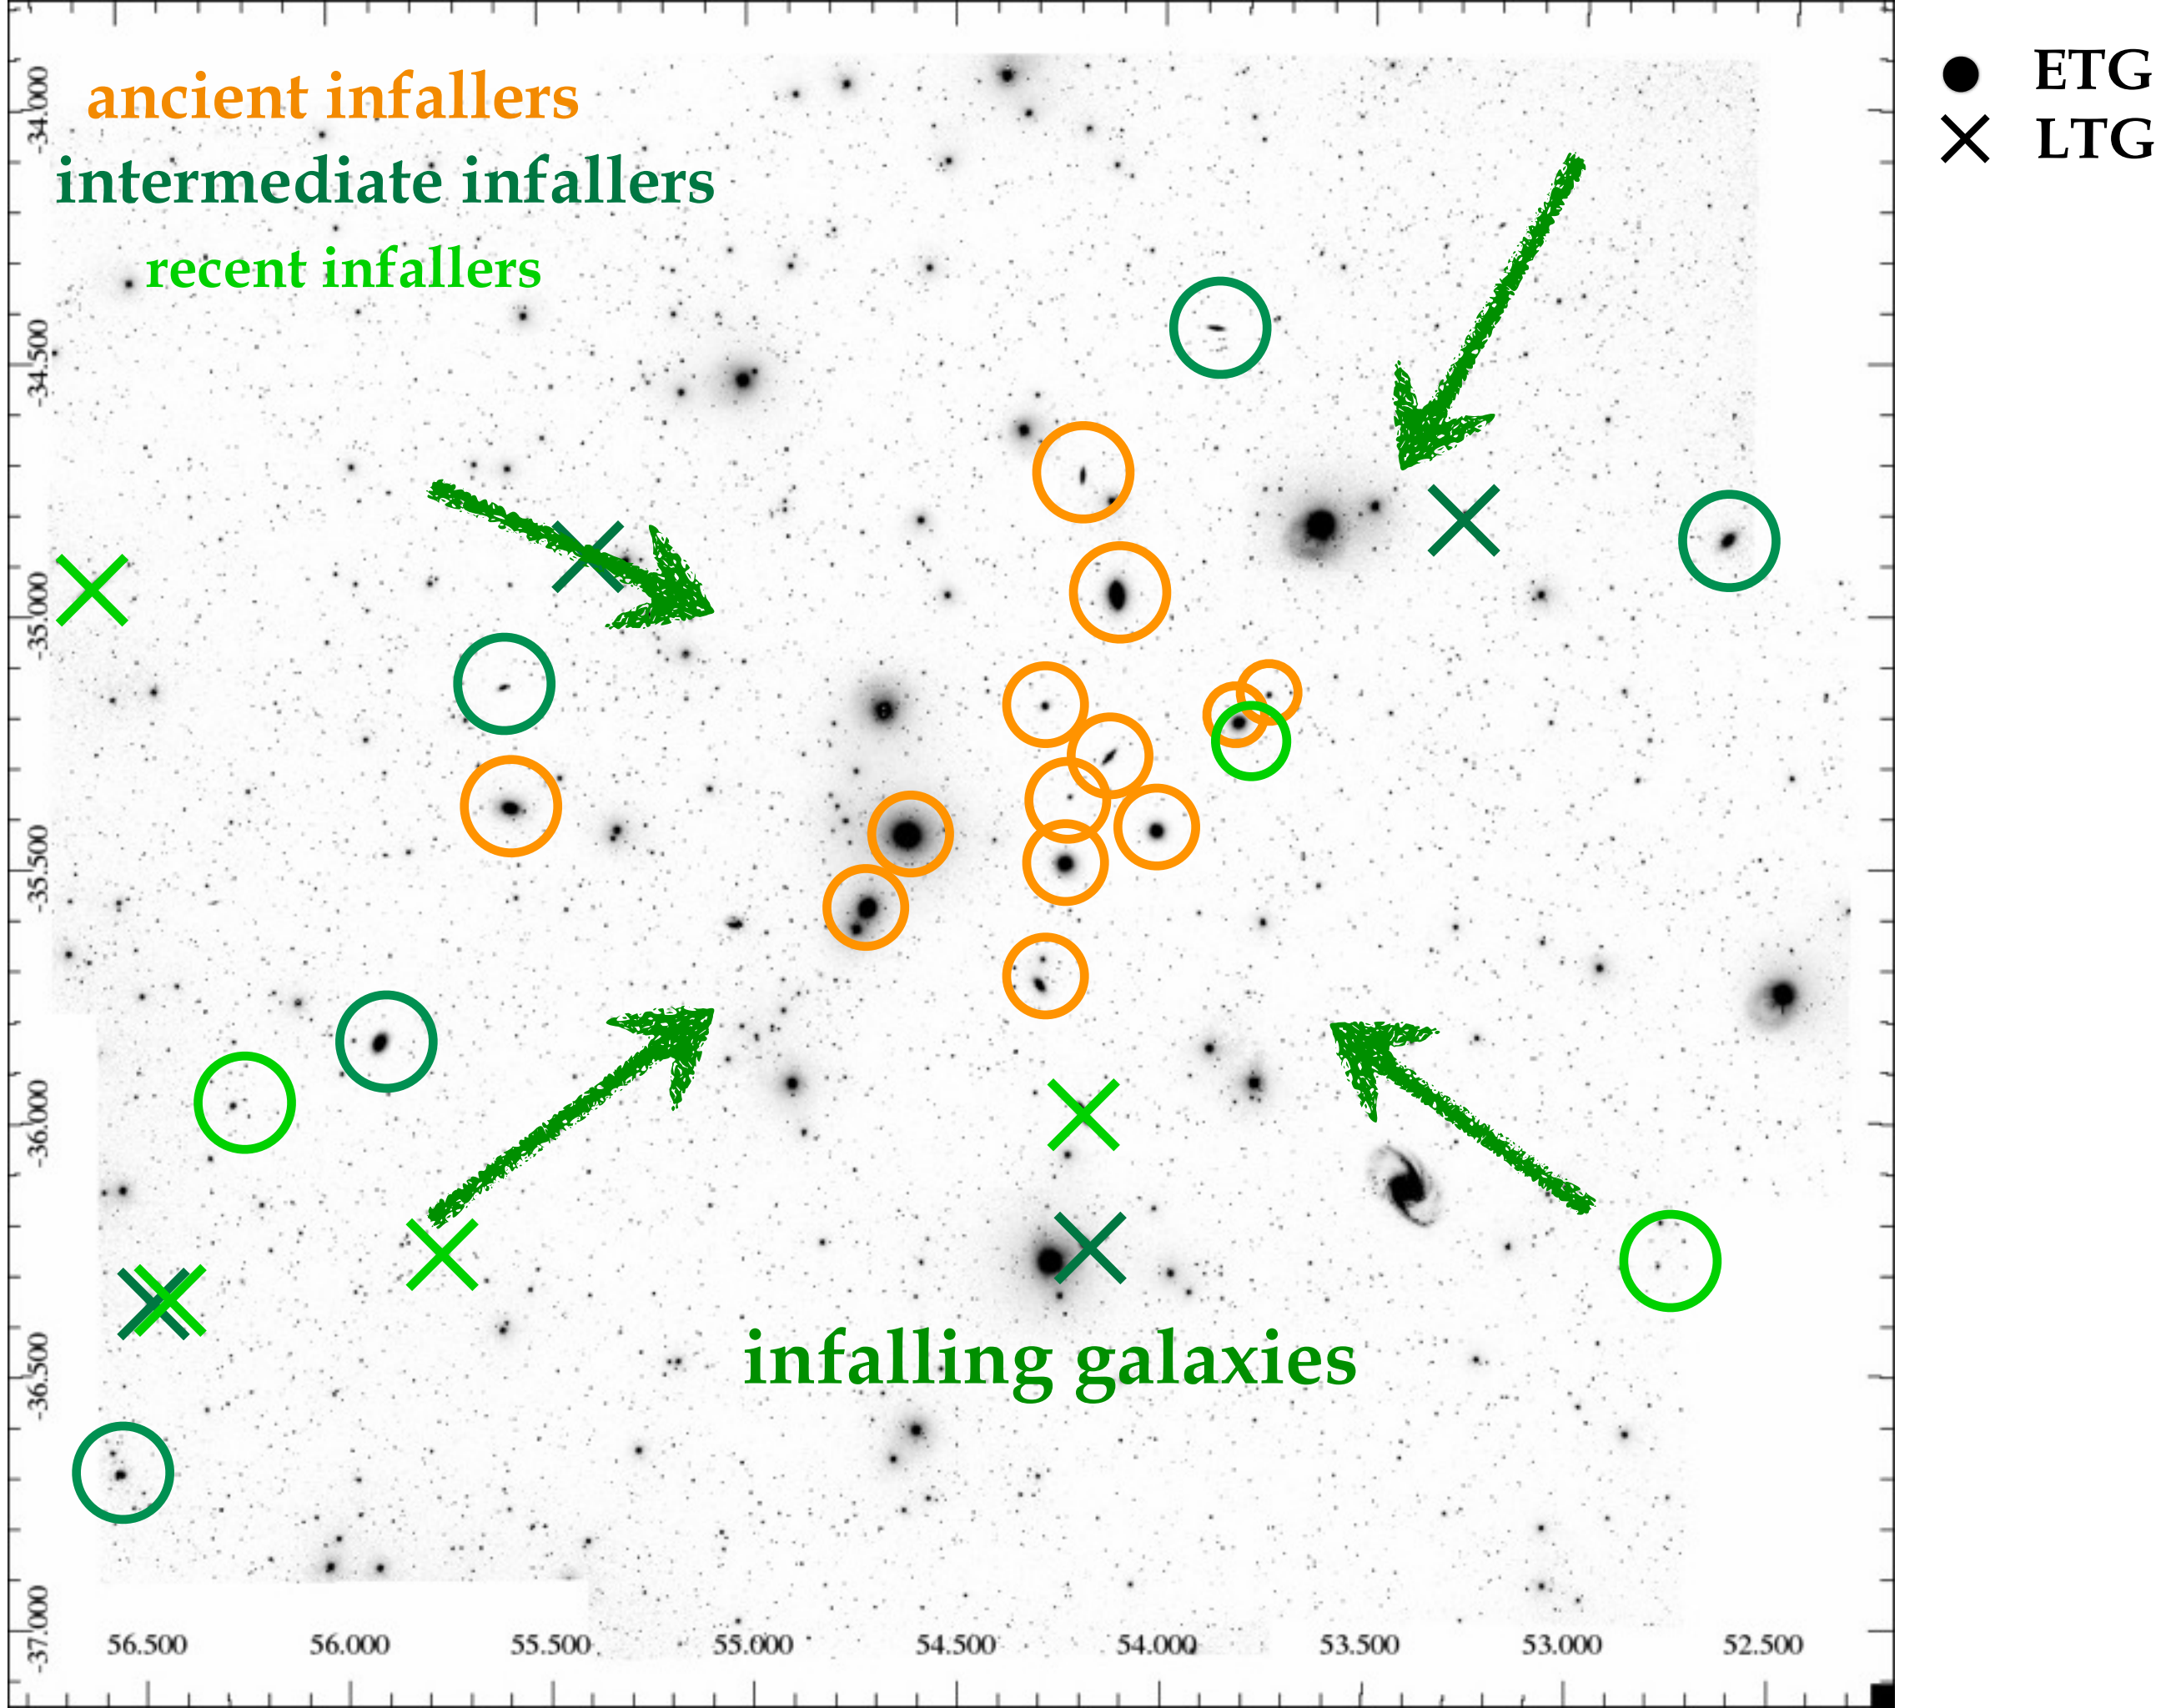 ancient infallers
intermediate infallers
recent infallers
ETG
LTG
-34.000
-34.500
-35.000
-35.500
-36.000
-36.500
-37.000
infalling galaxies
56.500 56.000 55.500 55.000 54.500 54.000 53.500 53.000 52.500